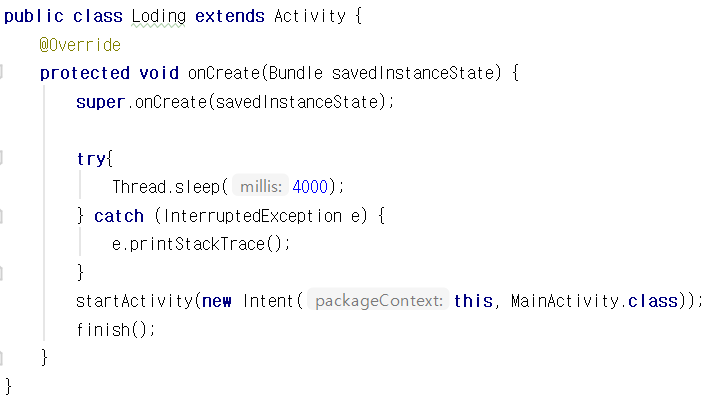 public class Loding extends Activity {
@Override
protected void onCreate(Bundle savedInstanceState) {
super.onCreate(savedInstanceState);
try{
Thread.sleep( millis: 4000);
} catch (InterruptedException e) {
e.printStackTrace();
}
startActivity(new Intent( packageContext: this, MainActivity.class));
finish();
}
}